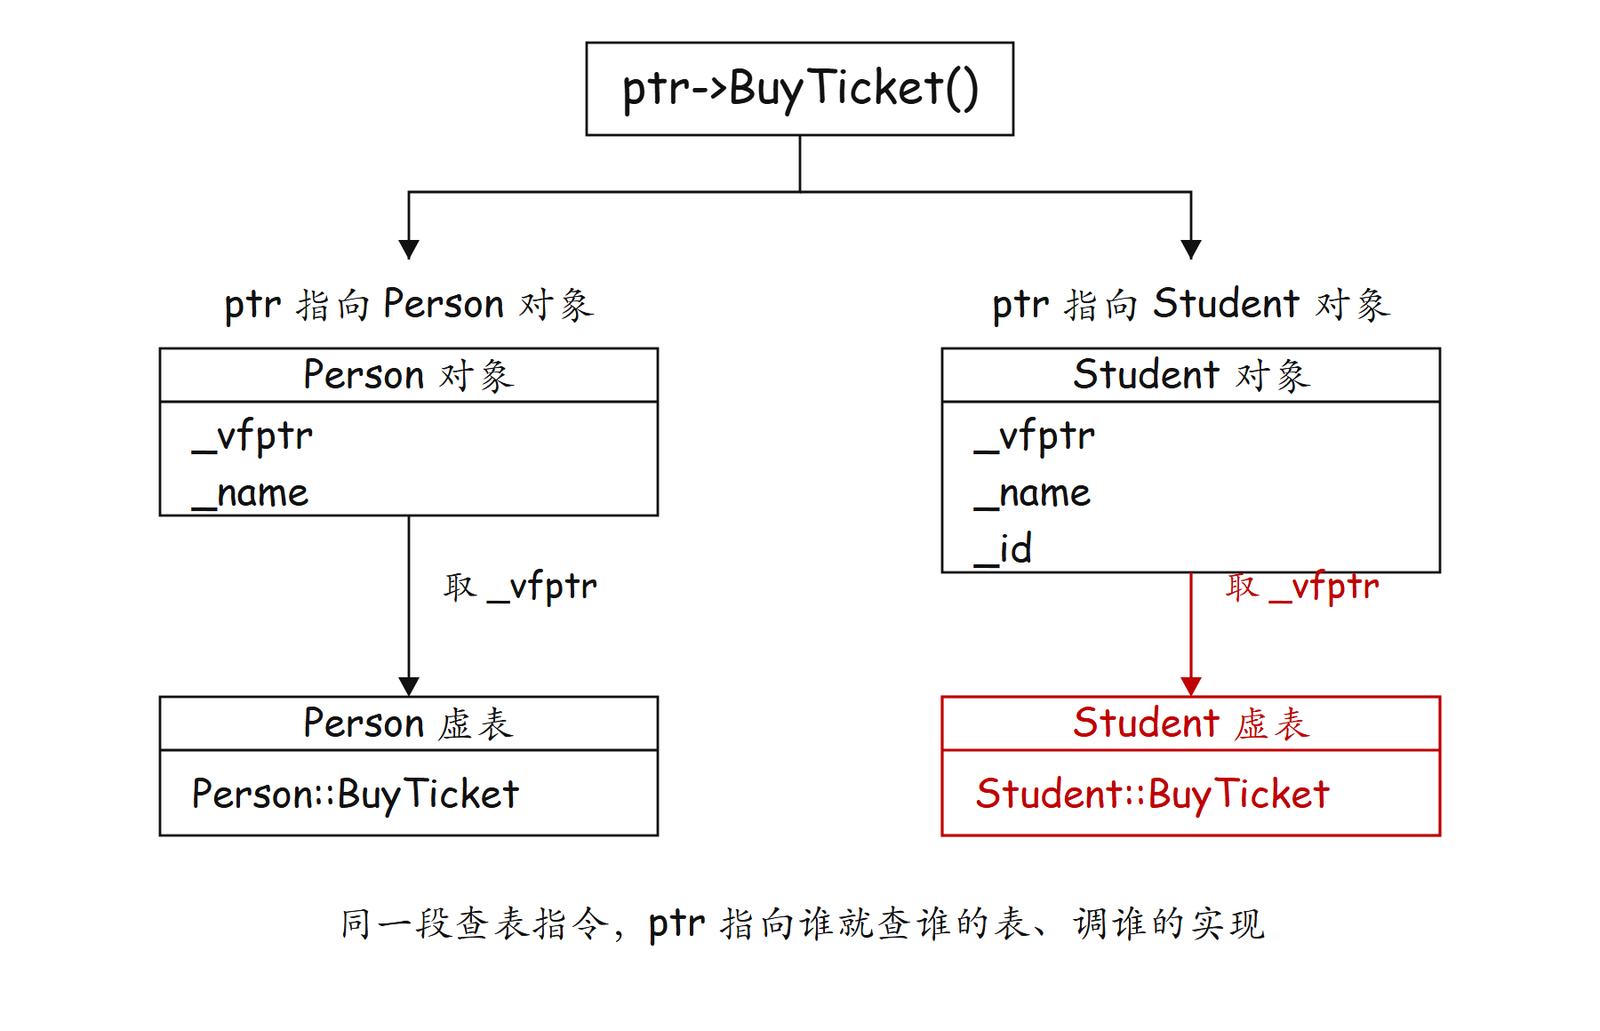 ptr->BuyTicket()
ptr 指向 Person 对象
Person 对象
_vfptr
_name
取 _vfptr
Person 虚表
Person::BuyTicket
ptr 指向 Student 对象
Student 对象
_vfptr
_name
_id
取 _vfptr
Student 虚表
Student::BuyTicket
同一段查表指令，ptr 指向谁就查谁的表、调谁的实现